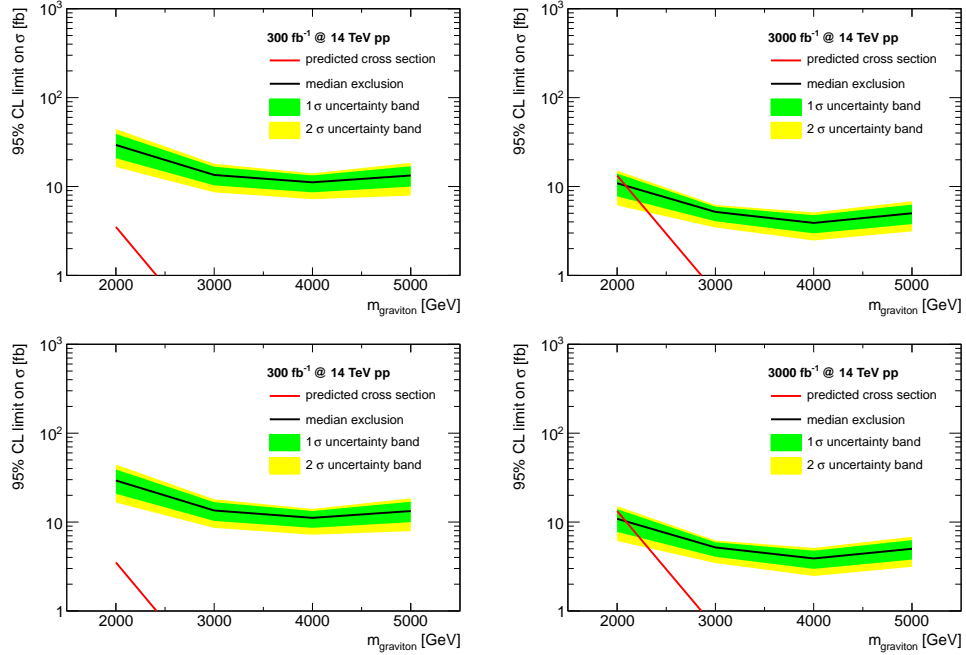 95% CL limit on σ [fb]
10³
10²
10
1
300 fb⁻¹ @ 14 TeV pp
predicted cross section
median exclusion
1 σ uncertainty band
2 σ uncertainty band
2000 3000 4000 5000
m_graviton [GeV]
95% CL limit on σ [fb]
10³
10²
10
1
3000 fb⁻¹ @ 14 TeV pp
predicted cross section
median exclusion
1 σ uncertainty band
2 σ uncertainty band
2000 3000 4000 5000
m_graviton [GeV]
95% CL limit on σ [fb]
10³
10²
10
1
300 fb⁻¹ @ 14 TeV pp
predicted cross section
median exclusion
1 σ uncertainty band
2 σ uncertainty band
2000 3000 4000 5000
m_graviton [GeV]
95% CL limit on σ [fb]
10³
10²
10
1
3000 fb⁻¹ @ 14 TeV pp
predicted cross section
median exclusion
1 σ uncertainty band
2 σ uncertainty band
2000 3000 4000 5000
m_graviton [GeV]